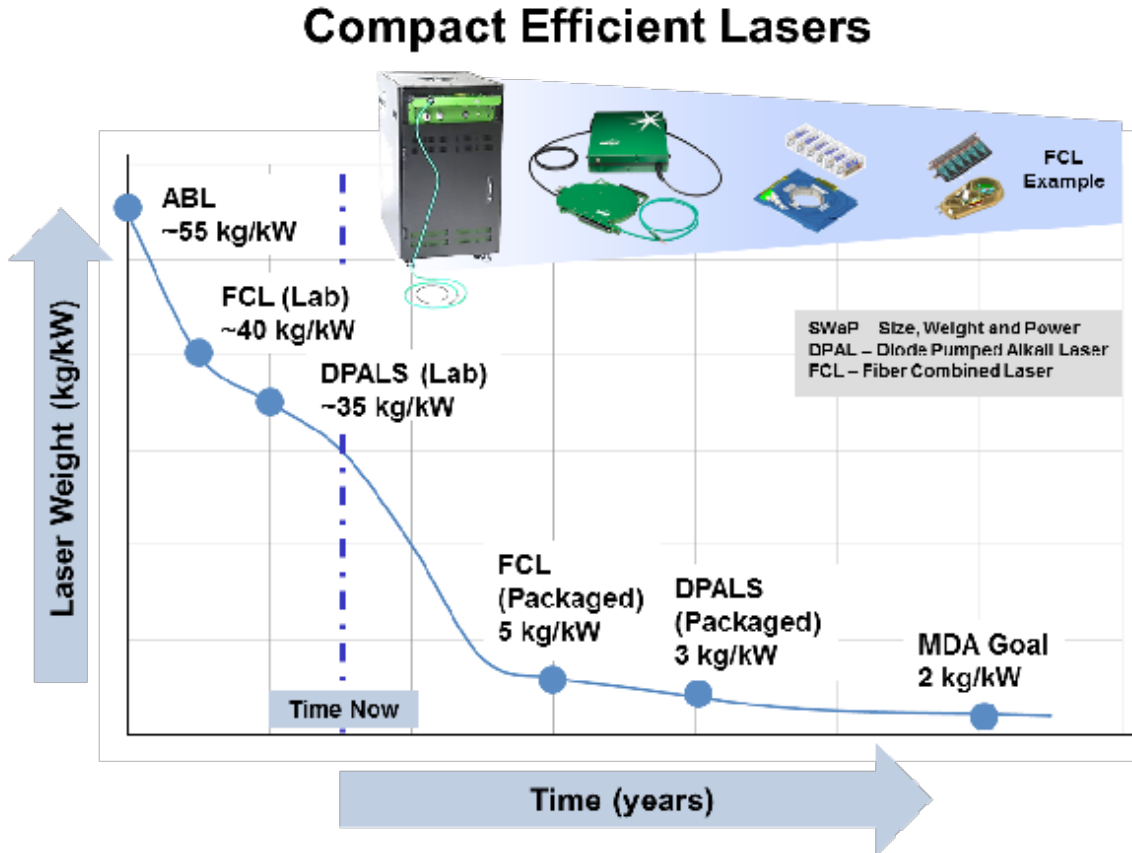 Compact Efficient Lasers
FCL
Example
ABL
~55 kg/kW
FCL (Lab)
~40 kg/kW
DPALS (Lab)
~35 kg/kW
SWaP – Size, Weight and Power
DPAL – Diode Pumped Alkali Laser
FCL – Fiber Combined Laser
Laser Weight (kg/kW)
FCL
(Packaged)
5 kg/kW
DPALS
(Packaged)
3 kg/kW
MDA Goal
2 kg/kW
Time Now
Time (years)